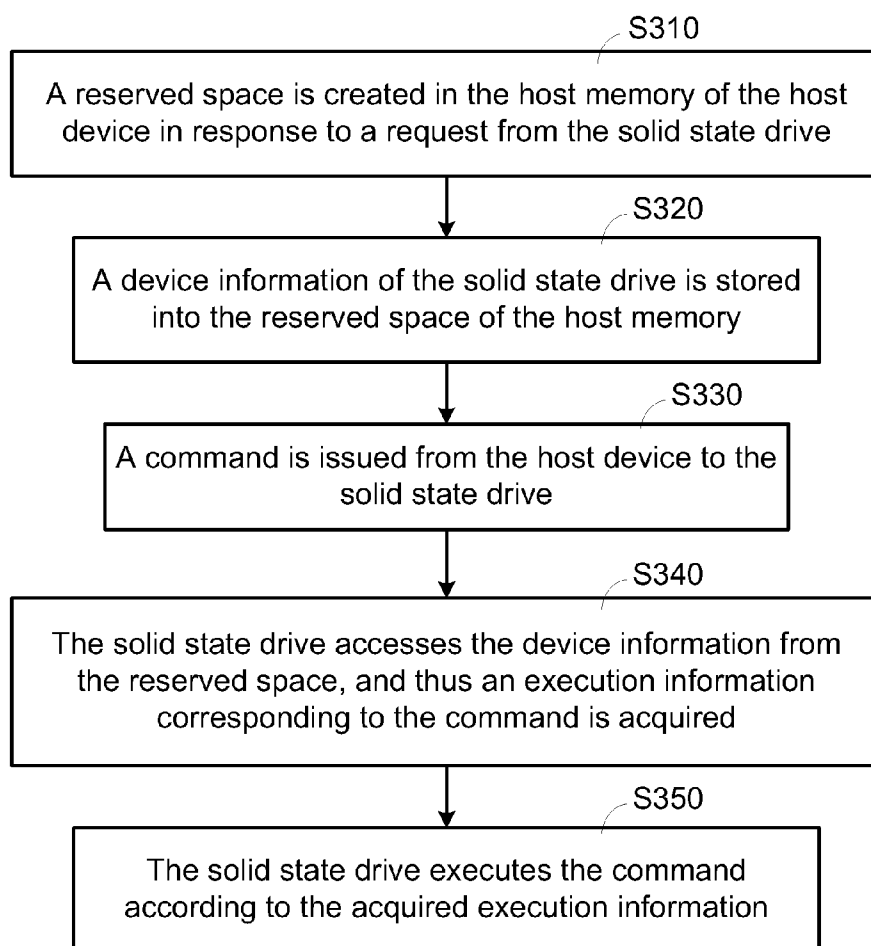 S310
A reserved space is created in the host memory of the host
device in response to a request from the solid state drive
S320
A device information of the solid state drive is stored
into the reserved space of the host memory
S330
A command is issued from the host device to the
solid state drive
S340
The solid state drive accesses the device information from
the reserved space, and thus an execution information
corresponding to the command is acquired
S350
The solid state drive executes the command
according to the acquired execution information